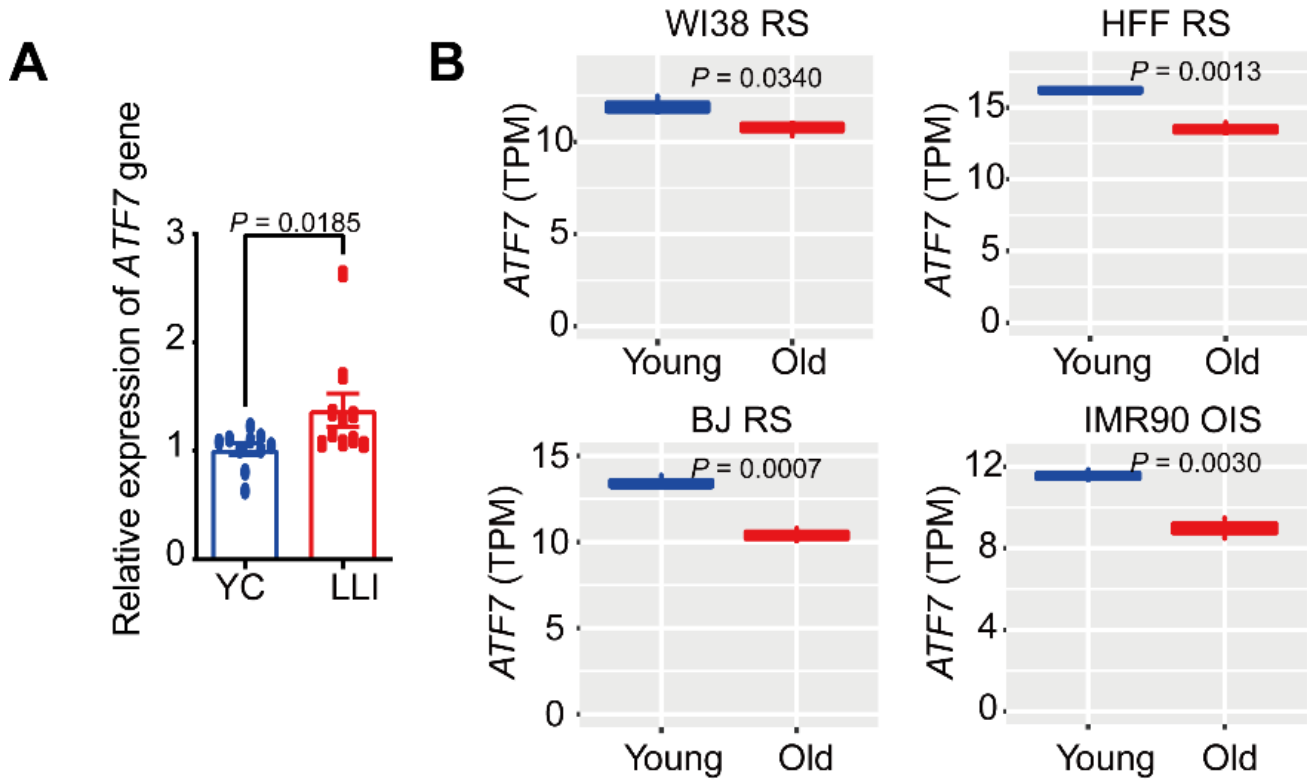 A
Relative expression of ATF7 gene
P = 0.0185
3
2
1
0
YC LLI
B
WI38 RS
P = 0.0340
ATF7 (TPM)
10
5
0
Young Old
HFF RS
P = 0.0013
ATF7 (TPM)
15
10
5
0
Young Old
BJ RS
P = 0.0007
ATF7 (TPM)
15
10
5
0
Young Old
IMR90 OIS
P = 0.0030
ATF7 (TPM)
12
8
4
0
Young Old